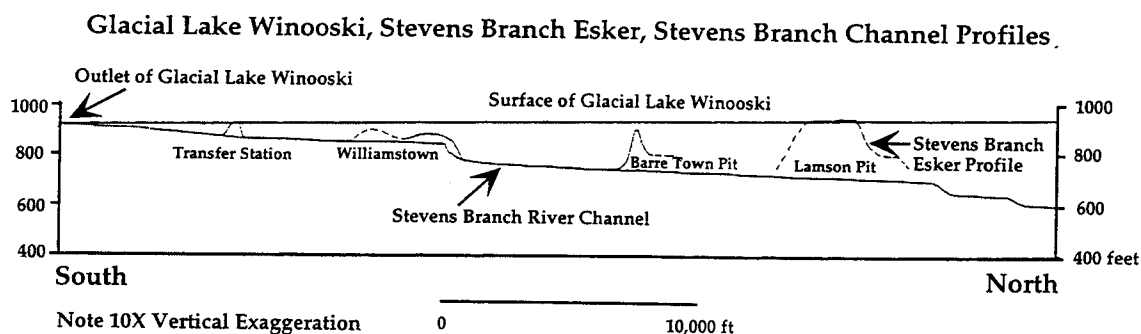 Glacial Lake Winooski, Stevens Branch Esker, Stevens Branch Channel Profiles
Outlet of Glacial Lake Winooski
Surface of Glacial Lake Winooski
1000
1000
800
Transfer Station
Williamstown
Barre Town Pit
Lamson Pit
Stevens Branch
Esker Profile
800
Stevens Branch River Channel
600
600
400
400 feet
South
North
Note 10X Vertical Exaggeration
0
10,000 ft